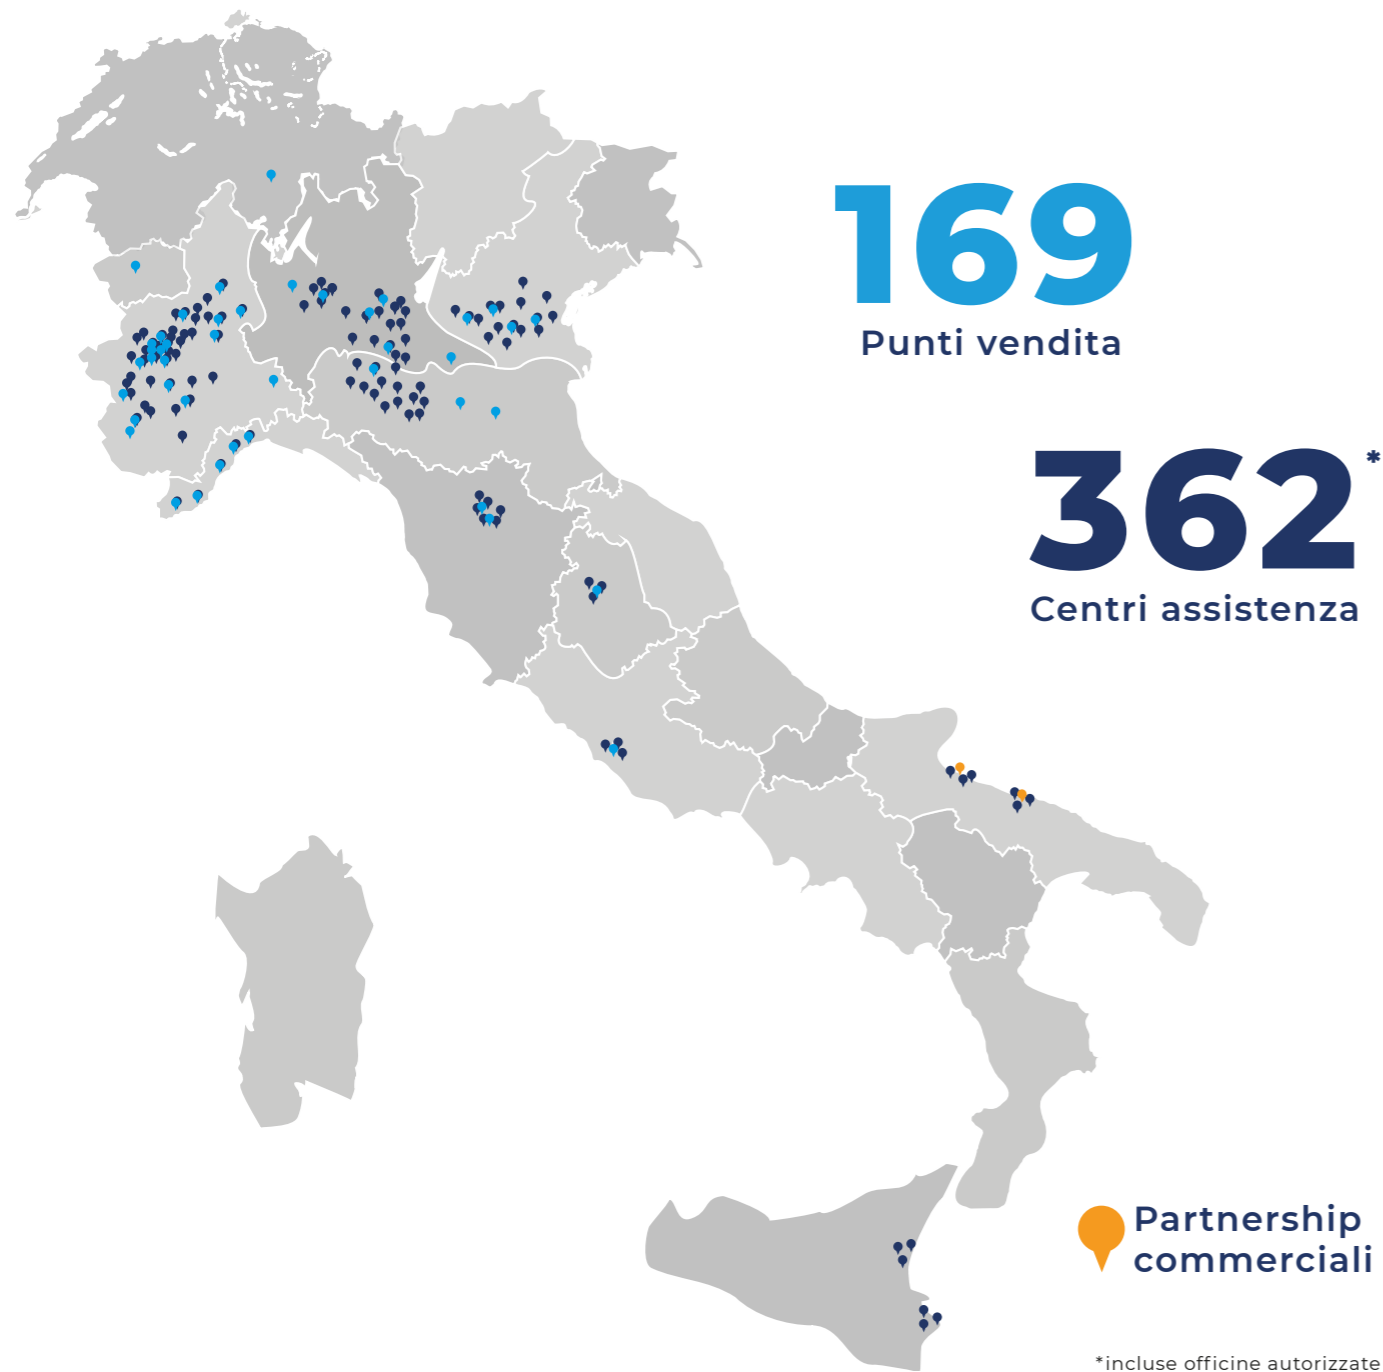 169
Punti vendita
362*
Centri assistenza
Partnership
commerciali
*incluse officine autorizzate